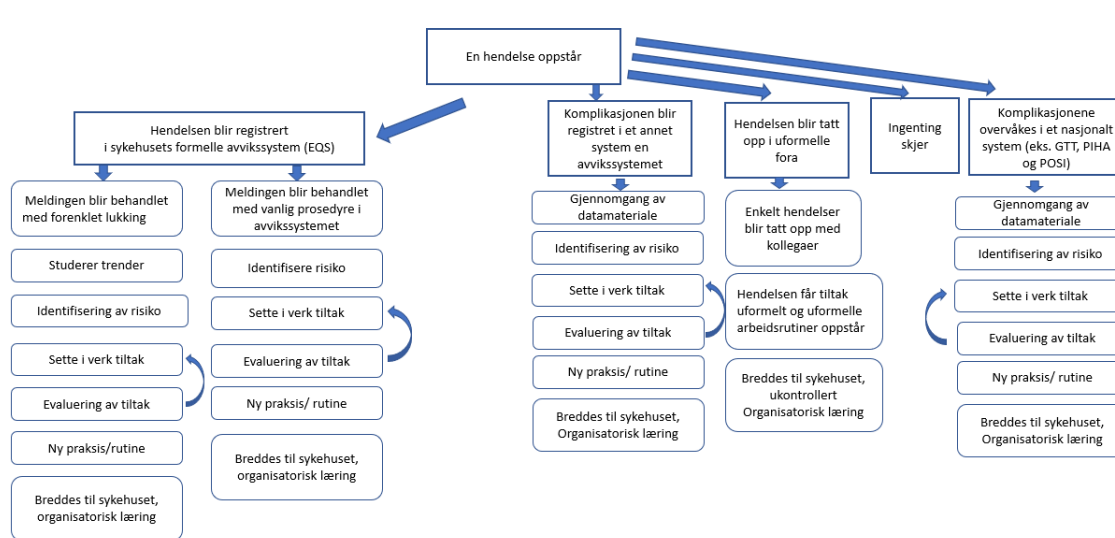 En hendelse oppstår
Hendelsen blir registrert
i sykehusets formelle avvikssystem (EQS)
Meldingen blir behandlet
med forenklet lukking
Studerer trender
Identifisering av risiko
Sette i verk tiltak
Evaluering av tiltak
Ny praksis/rutine
Breddes til sykehuset,
organisatorisk læring
Meldingen blir behandlet
med vanlig prosedyre i
avvikssystemet
Identifisere risiko
Sette i verk tiltak
Evaluering av tiltak
Ny praksis/ rutine
Breddes til sykehuset,
organisatorisk læring
Komplikasjonen blir
registret i et annet
system en
avvikssystemet
Gjennomgang av
datamateriale
Identifisering av risiko
Sette i verk tiltak
Evaluering av tiltak
Ny praksis/ rutine
Breddes til sykehuset,
Organisatorisk læring
Hendelsen blir tatt
opp i uformelle
fora
Enkelt hendelser
blir tatt opp med
kollegaer
Hendelsen får tiltak
uformelt og uformelle
arbeidsrutiner oppstår
Breddes til sykehuset,
ukontrollert
Organisatorisk læring
Ingenting
skjer
Komplikasjonene
overvåkes i et nasjonalt
system (eks. GTT, PIHA
og POSI)
Gjennomgang av
datamateriale
Identifisering av risiko
Sette i verk tiltak
Evaluering av tiltak
Ny praksis/ rutine
Breddes til sykehuset,
Organisatorisk læring